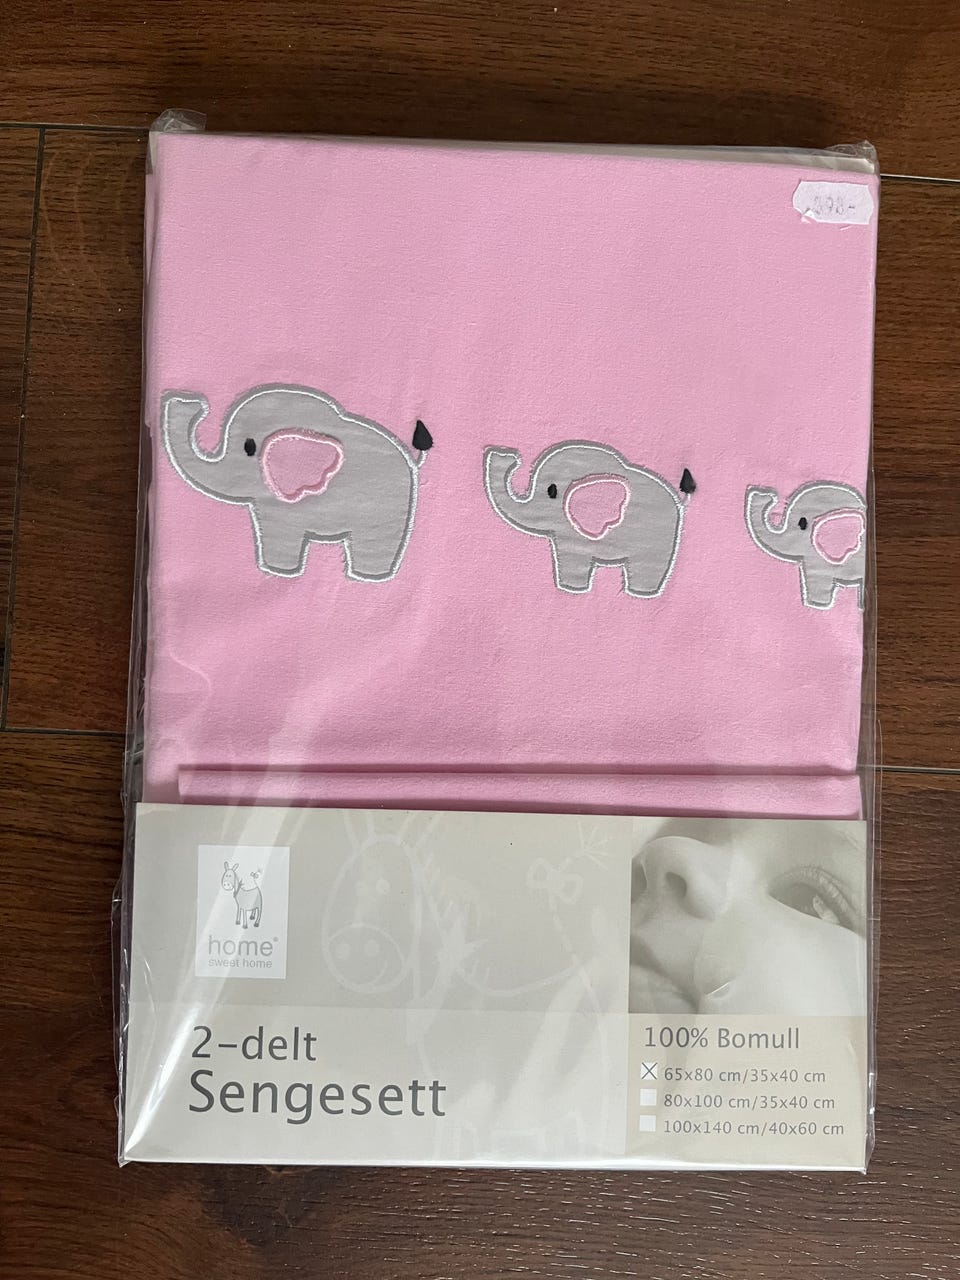 home®
sweet home
2-delt
Sengesett
100% Bomull
65x80 cm/35x40 cm
80x100 cm/35x40 cm
100x140 cm/40x60 cm